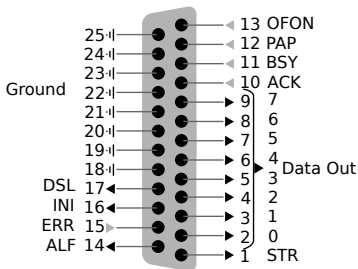 13 OFON
25
12 PAP
24
11 BSY
23
10 ACK
Ground 22
9 7
21
8 6
20
7 5
19
6 4
Data Out
18
5 3
DSL 17
4 2
INI 16
3 1
ERR 15
2 0
ALF 14
1 STR